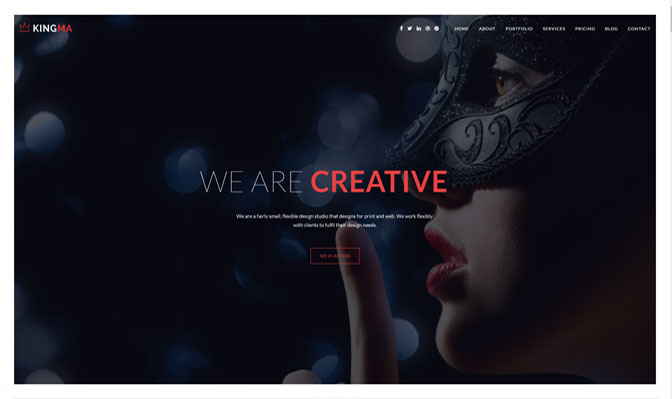 KINGMA
HOME ABOUT PORTFOLIO SERVICES PRICING BLOG CONTACT
WE ARE CREATIVE
We are a fairly small, flexible design studio that designs for print and web. We work flexibly
with clients to fulfil their design needs.
SEE IN ACTION